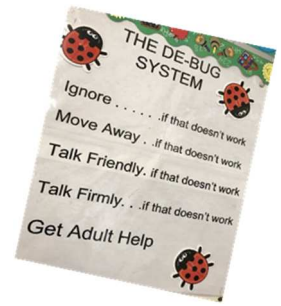 THE DE-BUG
SYSTEM
Ignore . . . . . .if that doesn't work
Move Away . .if that doesn't work
Talk Friendly. if that doesn't work
Talk Firmly. . .if that doesn't work
Get Adult Help